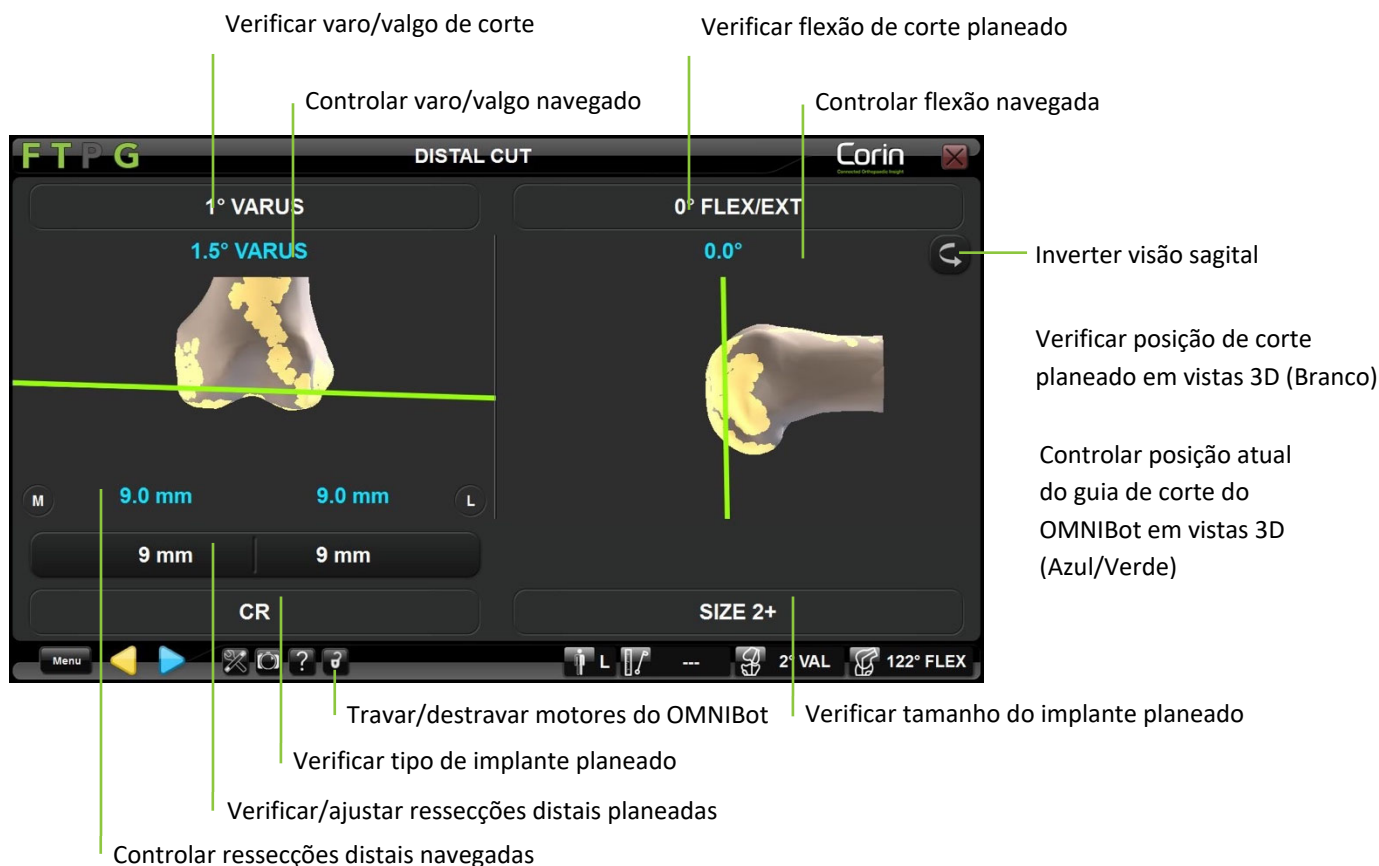 Verificar varo/valgo de corte
Verificar flexão de corte planeado
Controlar varo/valgo navegado
Controlar flexão navegada
F T P G
DISTAL CUT
Corin
Connected Orthopaedic Insight
1° VARUS
0° FLEX/EXT
1.5° VARUS
0.0°
Inverter visão sagital
Verificar posição de corte
planeado em vistas 3D (Branco)
Controlar posição atual
do guia de corte do
OMNIBot em vistas 3D
(Azul/Verde)
M
9.0 mm
9.0 mm
L
9 mm
9 mm
CR
SIZE 2+
Menu
?
L
---
2° VAL
122° FLEX
Travar/destravar motores do OMNIBot
Verificar tamanho do implante planeado
Verificar tipo de implante planeado
Verificar/ajustar ressecções distais planeadas
Controlar ressecções distais navegadas